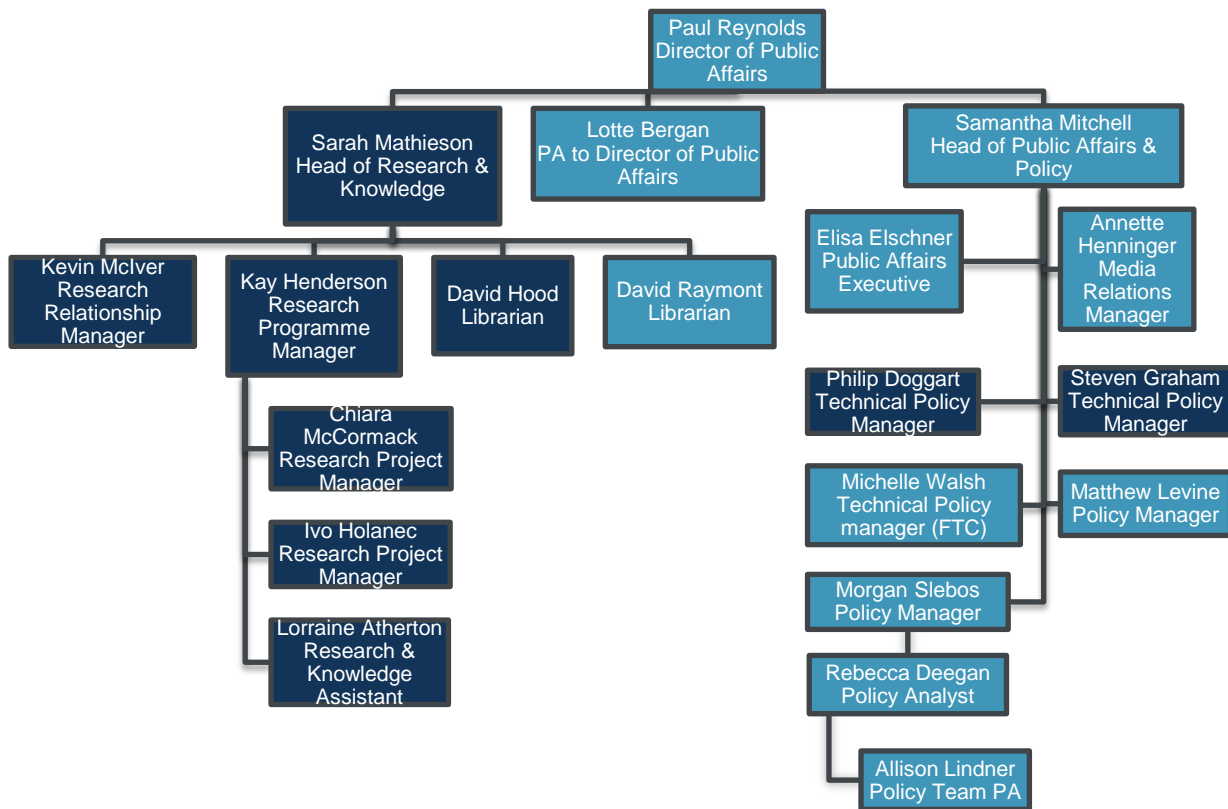 Paul Reynolds
Director of Public
Affairs
Sarah Mathieson
Head of Research &
Knowledge
Lotte Bergan
PA to Director of Public
Affairs
Samantha Mitchell
Head of Public Affairs &
Policy
Kevin McIver
Research
Relationship
Manager
Kay Henderson
Research
Programme
Manager
David Hood
Librarian
David Raymont
Librarian
Elisa Elschner
Public Affairs
Executive
Annette
Henninger
Media
Relations
Manager
Chiara
McCormack
Research Project
Manager
Ivo Holanec
Research Project
Manager
Lorraine Atherton
Research &
Knowledge
Assistant
Philip Doggart
Technical Policy
Manager
Steven Graham
Technical Policy
Manager
Michelle Walsh
Technical Policy
manager (FTC)
Matthew Levine
Policy Manager
Morgan Slebos
Policy Manager
Rebecca Deegan
Policy Analyst
Allison Lindner
Policy Team PA